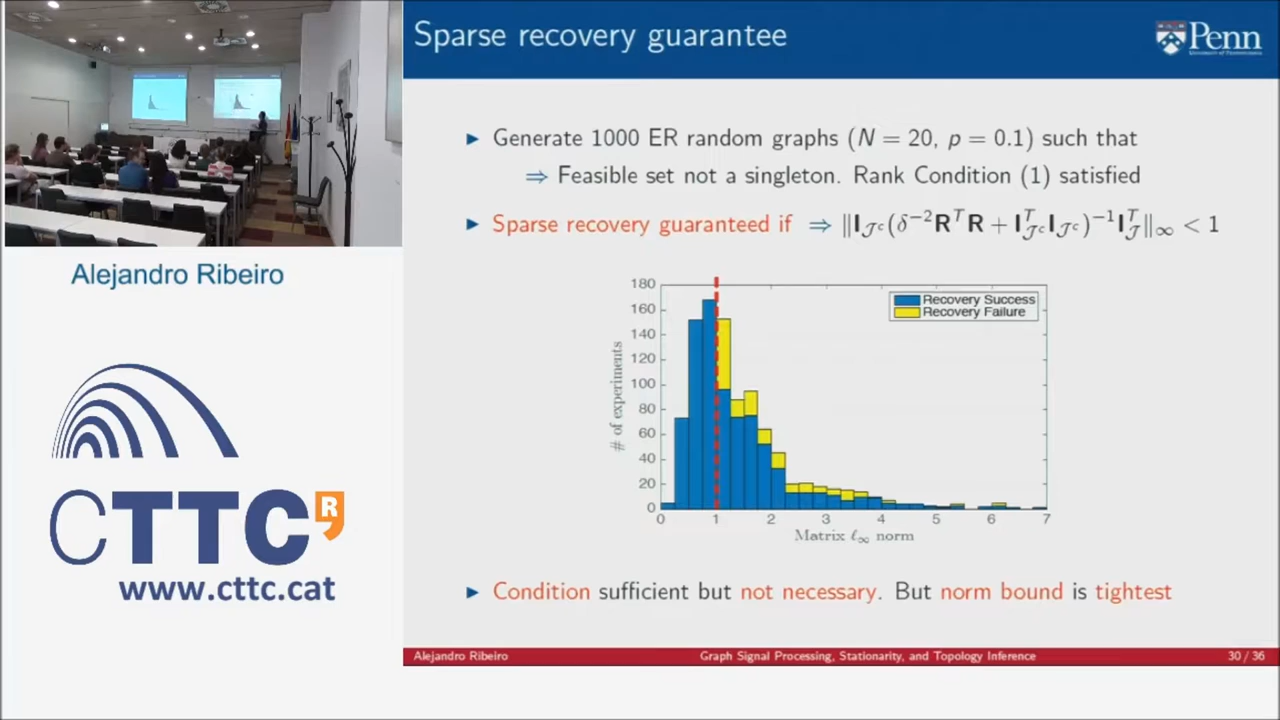 Sparse recovery guarantee
Penn
► Generate 1000 ER random graphs (N = 20, p = 0.1) such that
⇒ Feasible set not a singleton. Rank Condition (1) satisfied
► Sparse recovery guaranteed if ⇒ ‖I_{𝒥^c}(δ^{−2}R^T R + I^T_{𝒥^c}I_{𝒥^c})^{−1}I^T_𝒥‖_∞ < 1
Alejandro Ribeiro
CTTC R
www.cttc.cat
Recovery Success
Recovery Failure
# of experiments
180
160
140
120
100
80
60
40
20
0
0 1 2 3 4 5 6 7
Matrix ℓ∞ norm
► Condition sufficient but not necessary. But norm bound is tightest
Alejandro Ribeiro Graph Signal Processing, Stationarity, and Topology Inference 30 / 36